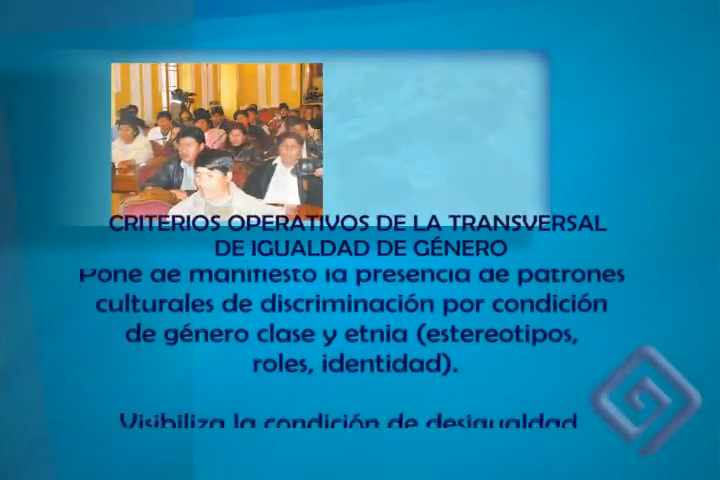 CRITERIOS OPERATIVOS DE LA TRANSVERSAL
DE IGUALDAD DE GÉNERO
Pone de manifiesto la presencia de patrones
culturales de discriminación por condición
de género clase y etnia (estereotipos,
roles, identidad).
Visibiliza la condición de desigualdad